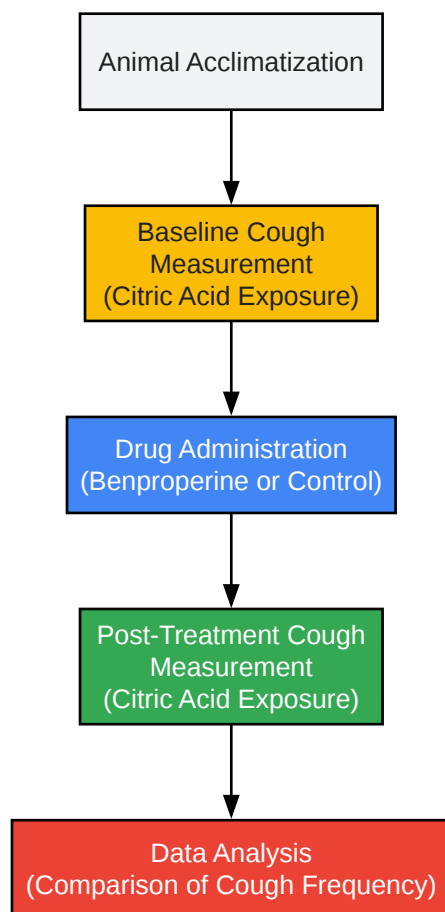 Animal Acclimatization
Baseline Cough
Measurement
(Citric Acid Exposure)
Drug Administration
(Benproperine or Control)
Post-Treatment Cough
Measurement
(Citric Acid Exposure)
Data Analysis
(Comparison of Cough Frequency)